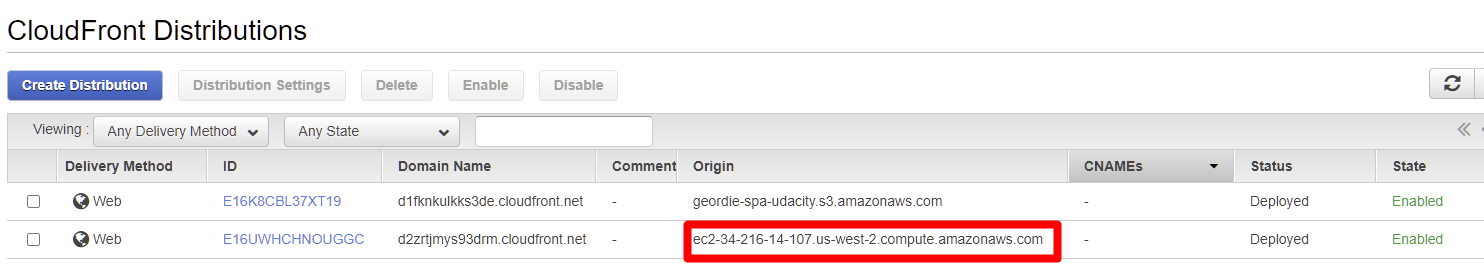 CloudFront Distributions
Create Distribution Distribution Settings Delete Enable Disable
Viewing : Any Delivery Method Any State
Delivery Method ID Domain Name Comment Origin CNAMEs Status State
Web E16K8CBL37XT19 d1fknkulkks3de.cloudfront.net - geordie-spa-udacity.s3.amazonaws.com - Deployed Enabled
Web E16UWHCHNOUGGC d2zrtjmys93drm.cloudfront.net - ec2-34-216-14-107.us-west-2.compute.amazonaws.com - Deployed Enabled